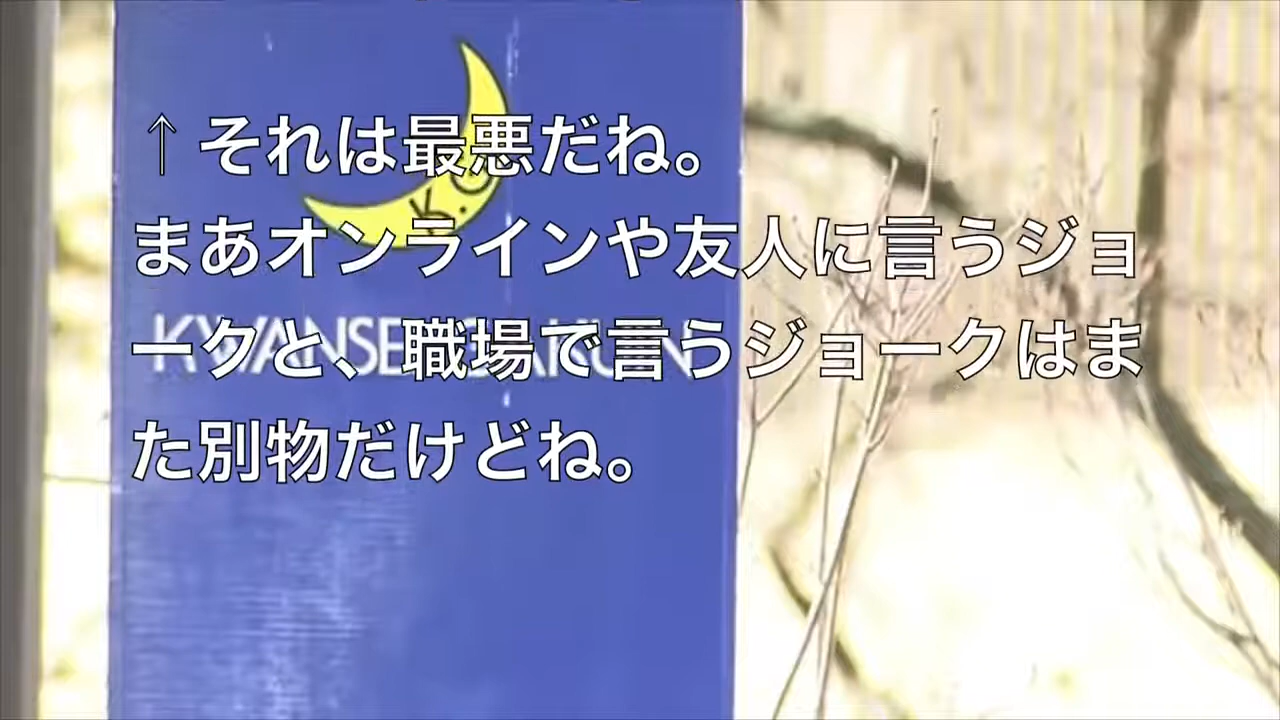 ↑それは最悪だね。
まあオンラインや友人に言うジョ
ークと、職場で言うジョークはま
た別物だけどね。
K.G
KWANSEI GAKUIN